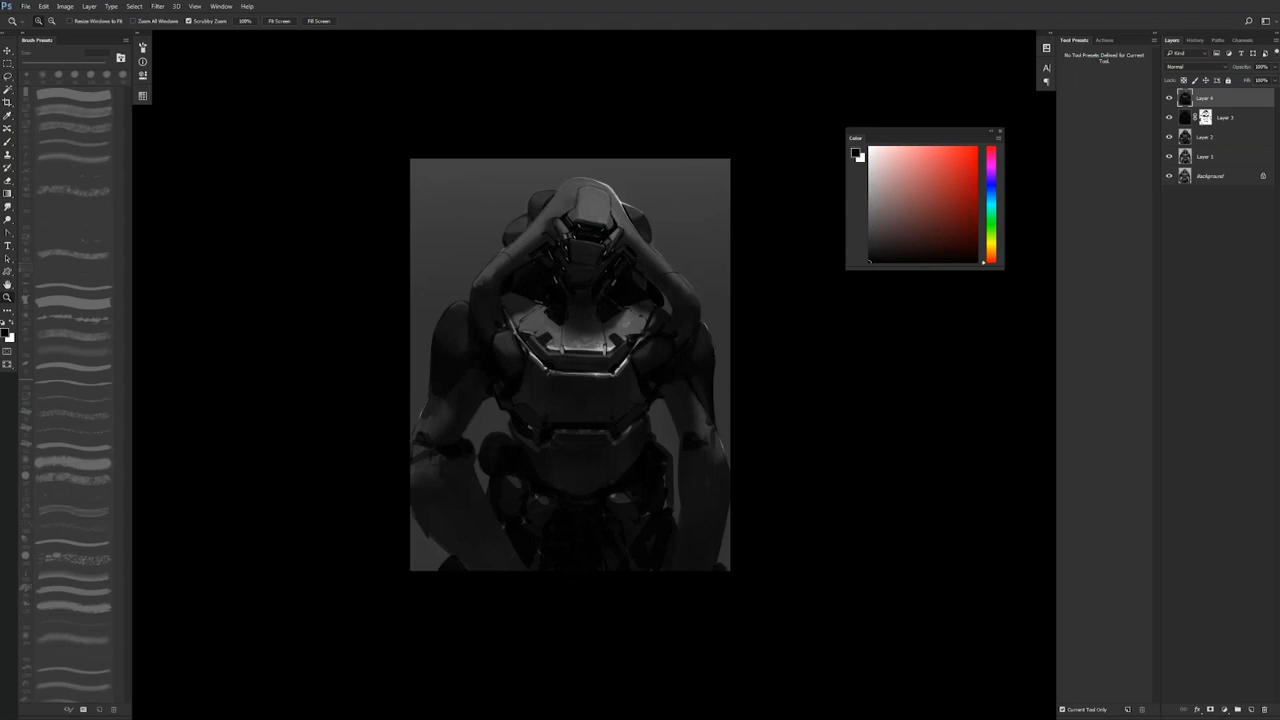 Ps File Edit Image Layer Type Select Filter 3D View Window Help
Resize Windows to Fit Zoom All Windows Scrubby Zoom 100% Fit Screen Fill Screen
Brush Presets
Size:
Color
Tool Presets Actions
No Tool Presets Defined for Current
Tool.
Current Tool Only
Layers History Paths Channels
Kind
Normal Opacity: 100%
Lock: Fill: 100%
Layer 4
Layer 3
Layer 2
Layer 1
Background